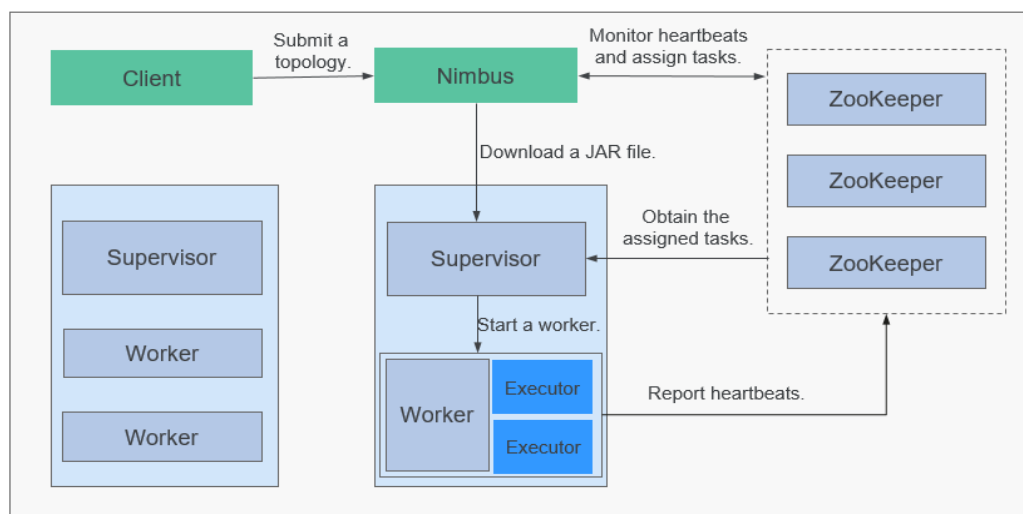 Submit a
topology.
Monitor heartbeats
and assign tasks.
Client
Nimbus
ZooKeeper
Download a JAR file.
ZooKeeper
Obtain the
assigned tasks.
Supervisor
Supervisor
ZooKeeper
Start a worker.
Worker
Executor
Worker
Report heartbeats.
Worker
Executor